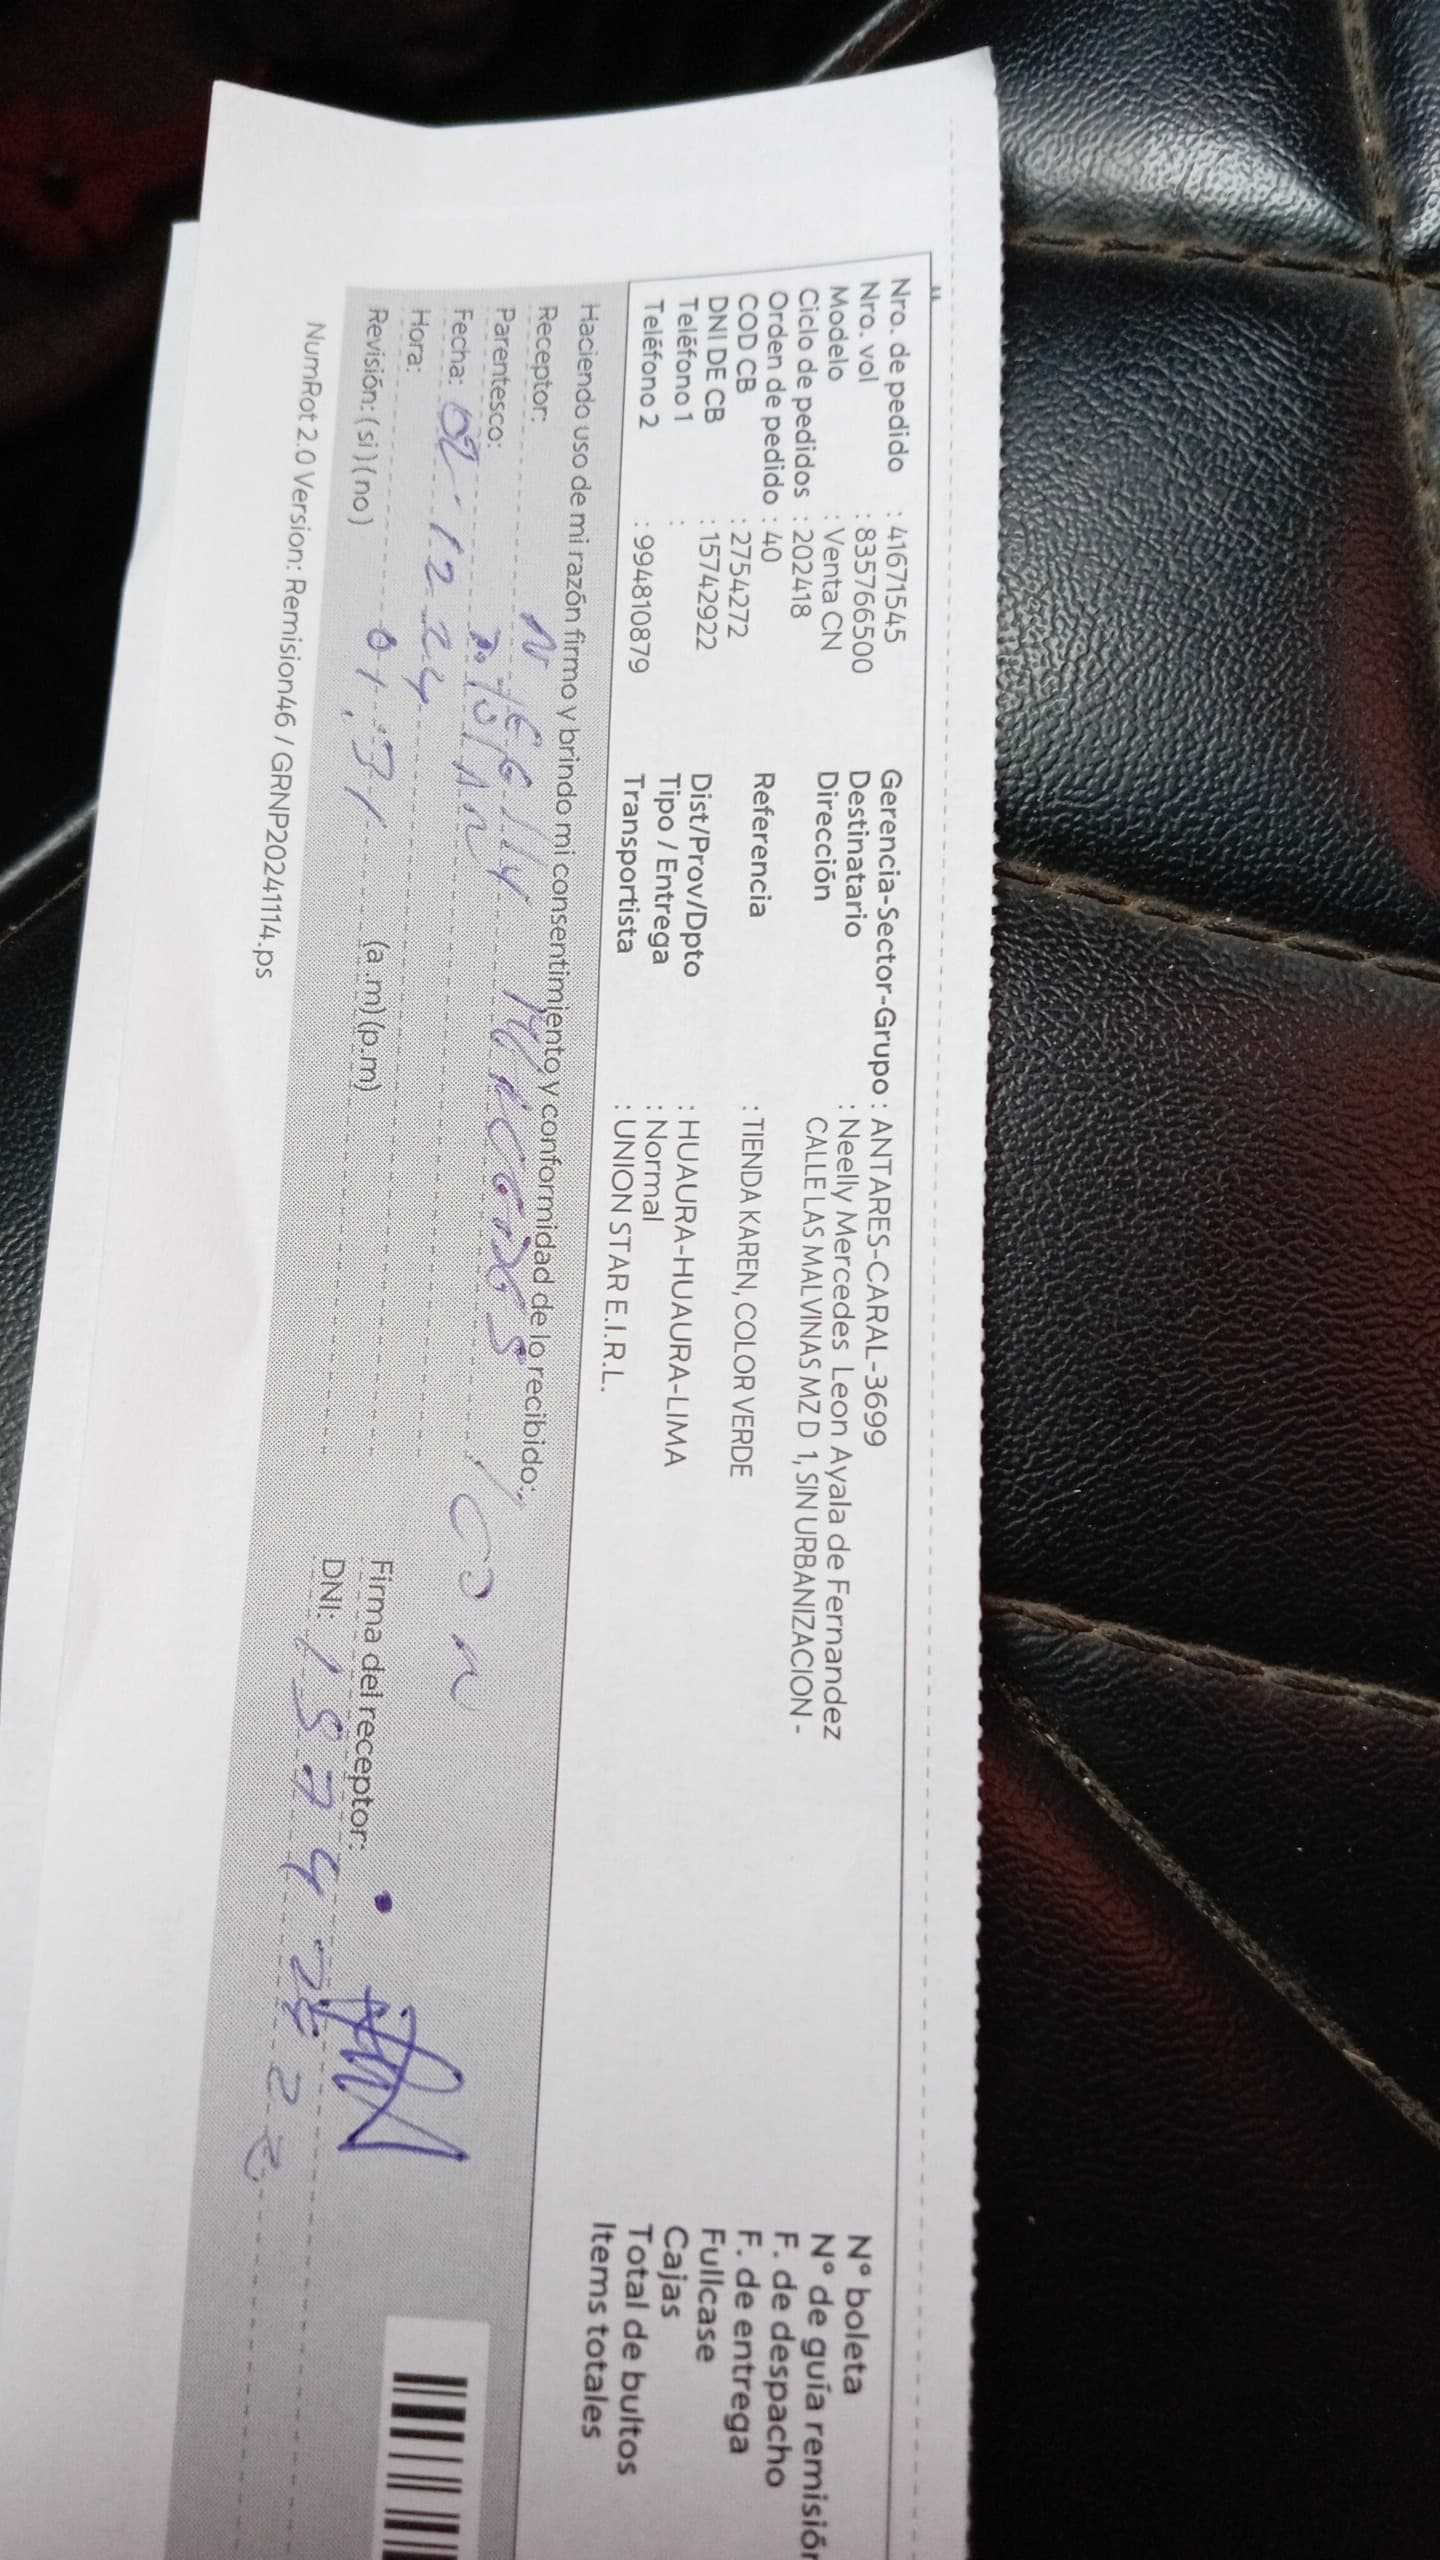 Nro. de pedido : 41671545
Nro. vol : 835766500
Modelo : Venta CN
Ciclo de pedidos : 202418
Orden de pedido : 40
COD CB : 2754272
DNI DE CB : 15742922
Teléfono 1 :
Teléfono 2 : 994810879
Gerencia-Sector-Grupo : ANTARES-CARAL-3699
Destinatario : Neelly Mercedes Leon Ayala de Fernandez
Dirección CALLE LAS MALVINAS MZ D 1, SIN URBANIZACION -
Referencia : TIENDA KAREN, COLOR VERDE
Dist/Prov/Dpto : HUAURA-HUAURA-LIMA
Tipo / Entrega : Normal
Transportista : UNION STAR E.I.R.L.
N° boleta
N° de guía remisión
F. de despacho
F. de entrega
Fullcase
Cajas
Total de bultos
Items totales
Haciendo uso de mi razón firmo y brindo mi consentimiento y conformidad de lo recibido:
Receptor:
Parentesco:
Fecha: 02-12-24
Hora:
Revisión: (si) (no) (a.m) (p.m)
Firma del receptor:
DNI: 15742922
NumRot 2.0 Version: Remision46 / GRNP20241114.ps